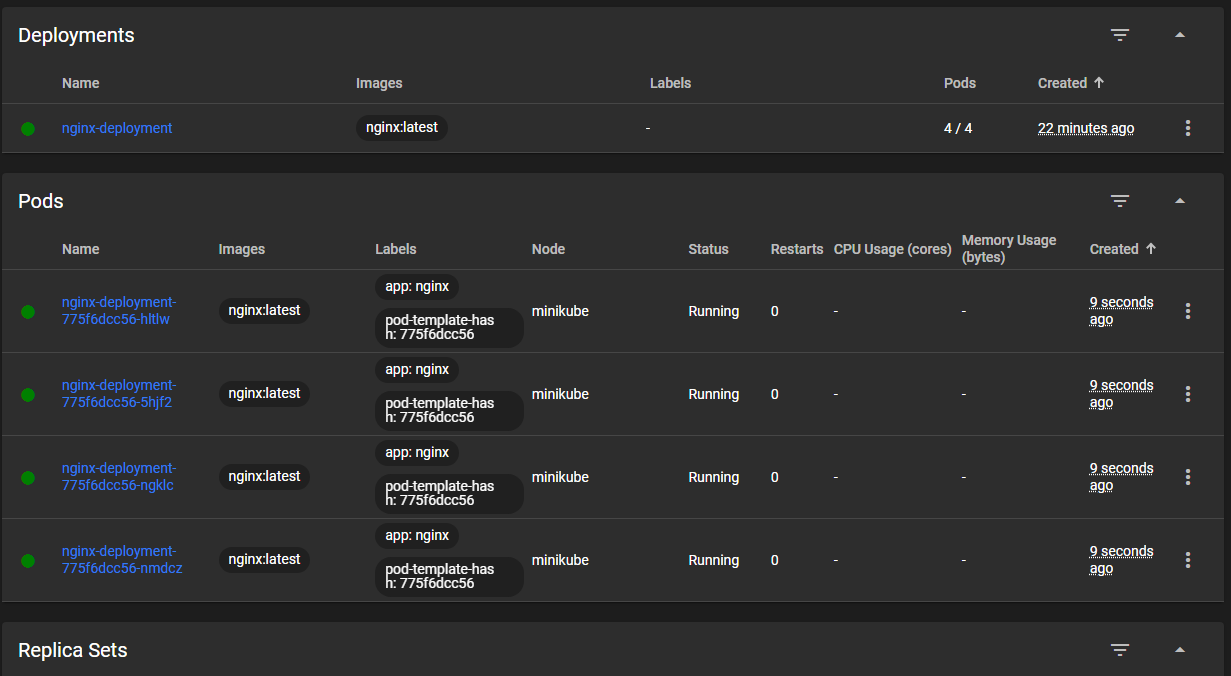 Deployments
Name Images Labels Pods Created
nginx-deployment nginx:latest - 4 / 4 22 minutes ago
Pods
Name Images Labels Node Status Restarts CPU Usage (cores) Memory Usage
(bytes) Created
nginx-deployment-
775f6dcc56-hltlw
nginx:latest
app: nginx
pod-template-has
h: 775f6dcc56
minikube Running 0 - - 9 seconds
ago
nginx-deployment-
775f6dcc56-5hjf2
nginx:latest
app: nginx
pod-template-has
h: 775f6dcc56
minikube Running 0 - - 9 seconds
ago
nginx-deployment-
775f6dcc56-ngklc
nginx:latest
app: nginx
pod-template-has
h: 775f6dcc56
minikube Running 0 - - 9 seconds
ago
nginx-deployment-
775f6dcc56-nmdcz
nginx:latest
app: nginx
pod-template-has
h: 775f6dcc56
minikube Running 0 - - 9 seconds
ago
Replica Sets